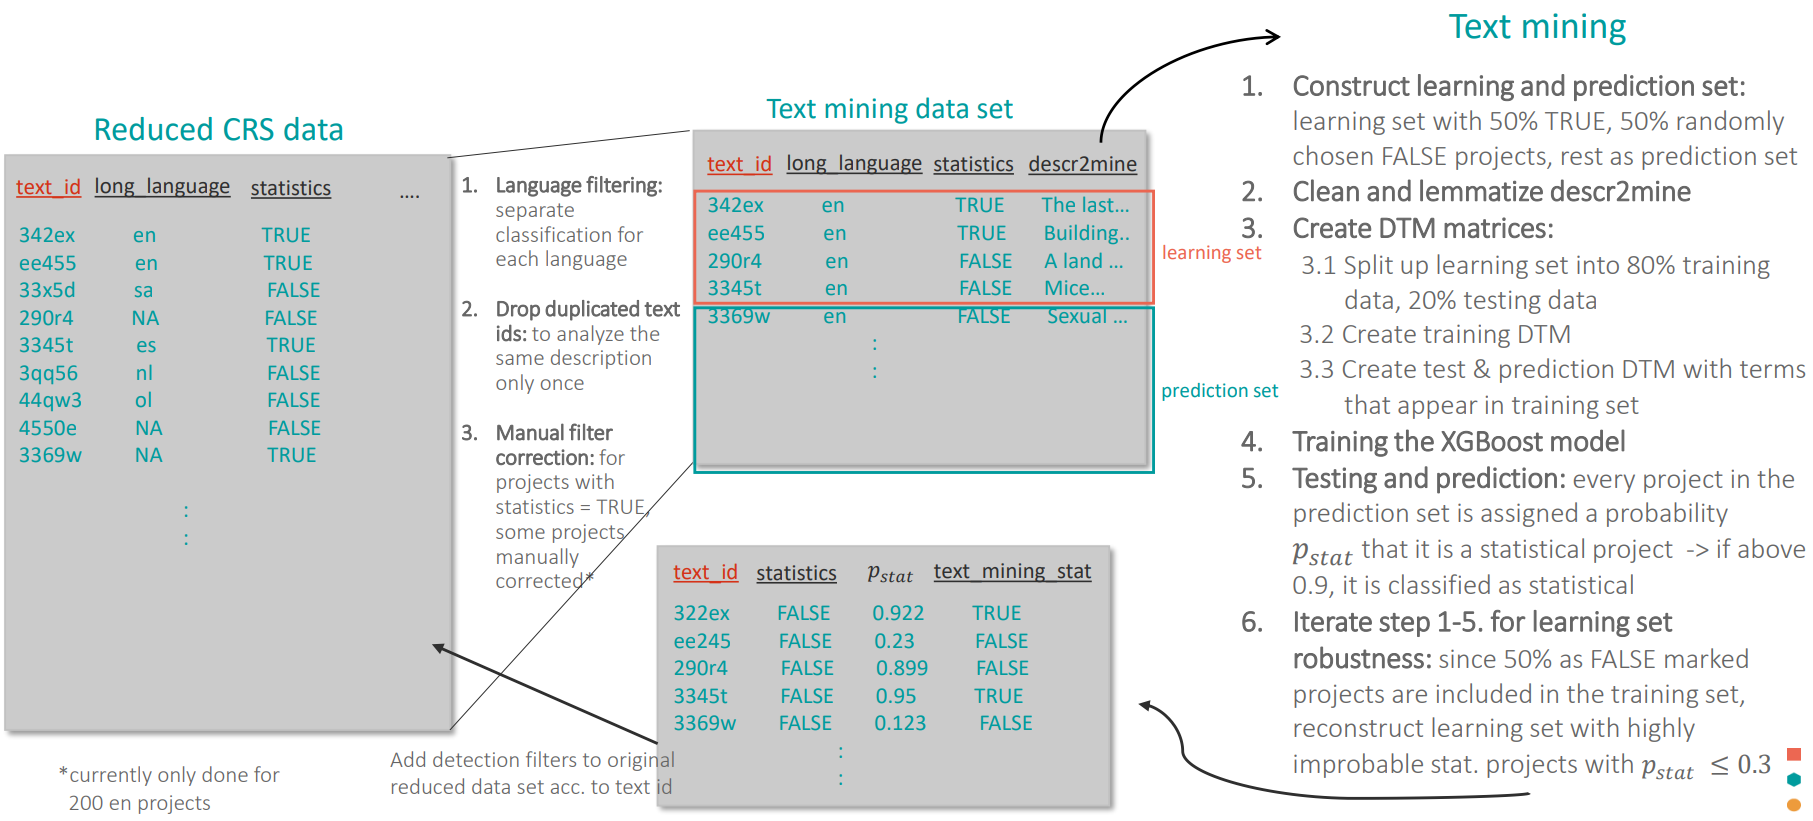 Reduced CRS data
text_id long_language statistics ....
342ex en TRUE
ee455 en TRUE
33x5d sa FALSE
290r4 NA FALSE
3345t es TRUE
3qq56 nl FALSE
44qw3 ol FALSE
4550e NA FALSE
3369w NA TRUE
:
:
*currently only done for
200 en projects
1. Language filtering:
separate
classification for
each language
2. Drop duplicated text
ids: to analyze the
same description
only once
3. Manual filter
correction: for
projects with
statistics = TRUE,
some projects
manually
corrected*
Text mining data set
text_id long_language statistics descr2mine
342ex en TRUE The last...
ee455 en TRUE Building..
290r4 en FALSE A land ...
3345t en FALSE Mice...
3369w en FALSE Sexual ...
:
:
learning set
prediction set
text_id statistics p_stat text_mining_stat
322ex FALSE 0.922 TRUE
ee245 FALSE 0.23 FALSE
290r4 FALSE 0.899 FALSE
3345t FALSE 0.95 TRUE
3369w FALSE 0.123 FALSE
:
:
Add detection filters to original
reduced data set acc. to text id
Text mining
1. Construct learning and prediction set:
learning set with 50% TRUE, 50% randomly
chosen FALSE projects, rest as prediction set
2. Clean and lemmatize descr2mine
3. Create DTM matrices:
3.1 Split up learning set into 80% training
data, 20% testing data
3.2 Create training DTM
3.3 Create test & prediction DTM with terms
that appear in training set
4. Training the XGBoost model
5. Testing and prediction: every project in the
prediction set is assigned a probability
p_stat that it is a statistical project -> if above
0.9, it is classified as statistical
6. Iterate step 1-5. for learning set
robustness: since 50% as FALSE marked
projects are included in the training set,
reconstruct learning set with highly
improbable stat. projects with p_stat ≤ 0.3